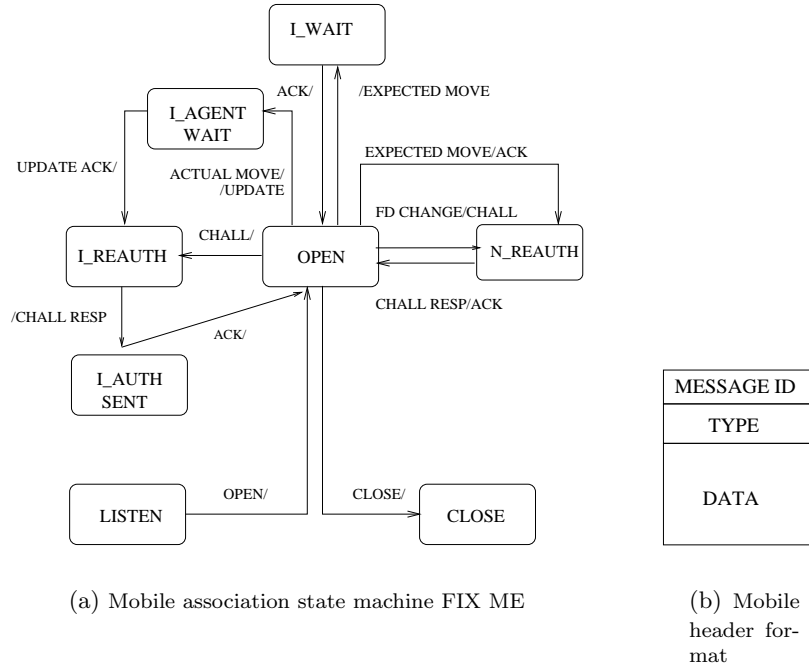 I_WAIT
ACK/
/EXPECTED MOVE
I_AGENT
WAIT
EXPECTED MOVE/ACK
UPDATE ACK/
ACTUAL MOVE/
/UPDATE
FD CHANGE/CHALL
CHALL/
I_REAUTH
OPEN
N_REAUTH
CHALL RESP/ACK
/CHALL RESP
ACK/
I_AUTH
SENT
MESSAGE ID
TYPE
DATA
OPEN/
CLOSE/
LISTEN
CLOSE
(a) Mobile association state machine FIX ME
(b) Mobile
header for-
mat